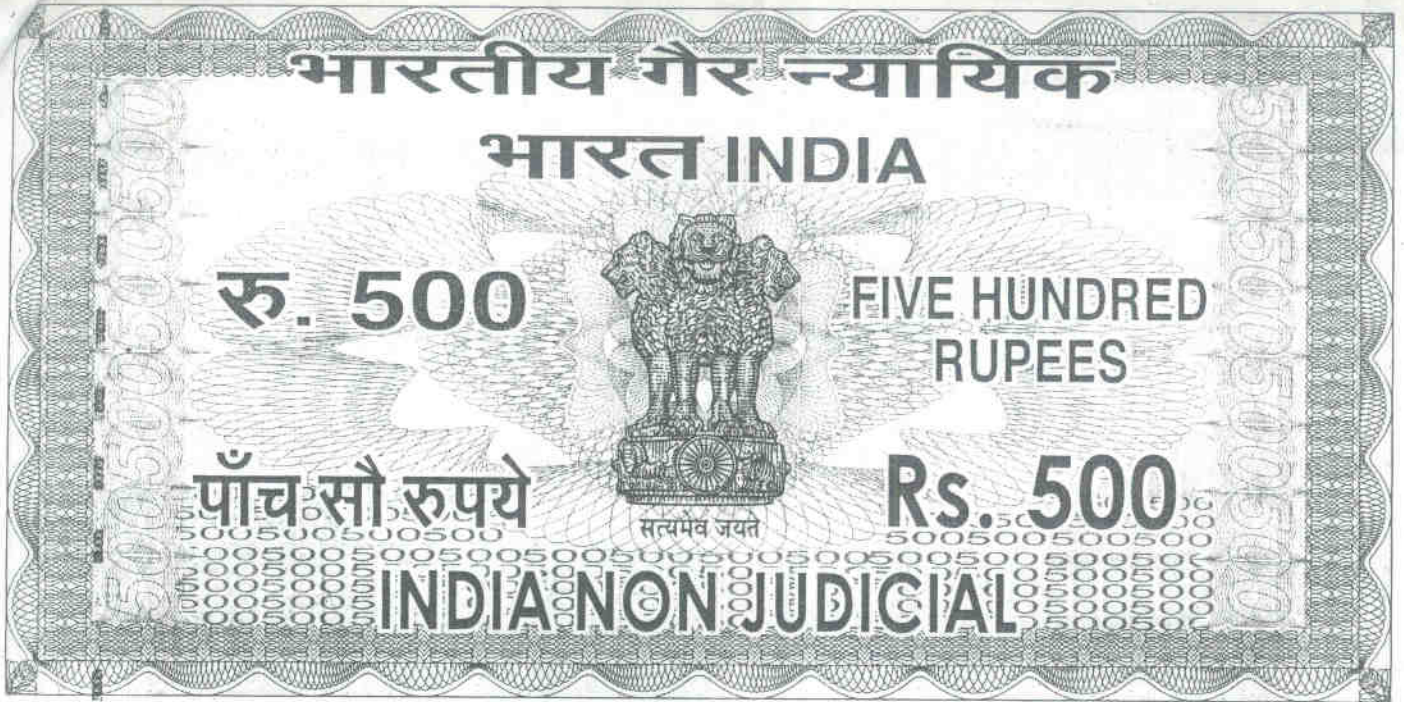 भारतीय गैर न्यायिक
भारत INDIA
रु. 500
FIVE HUNDRED
RUPEES
पाँच सौ रुपये
Rs. 500
सत्यमेव जयते
INDIA NON JUDICIAL